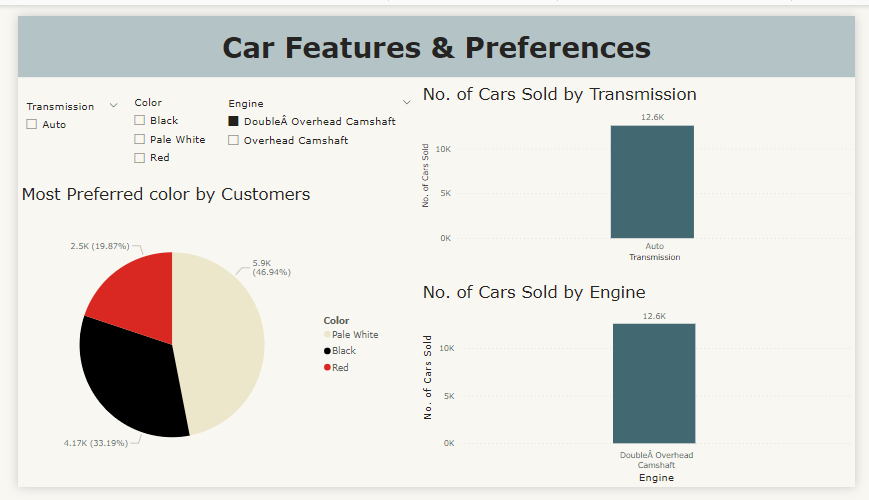 Car Features & Preferences
Transmission
Auto
Color
Black
Pale White
Red
Engine
DoubleÂ Overhead Camshaft
Overhead Camshaft
Most Preferred color by Customers
2.5K (19.87%)
5.9K
(46.94%)
4.17K (33.19%)
Color
Pale White
Black
Red
No. of Cars Sold by Transmission
No. of Cars Sold
12.6K
10K
5K
0K
Auto
Transmission
No. of Cars Sold by Engine
No. of Cars Sold
12.6K
10K
5K
0K
DoubleÂ Overhead
Camshaft
Engine